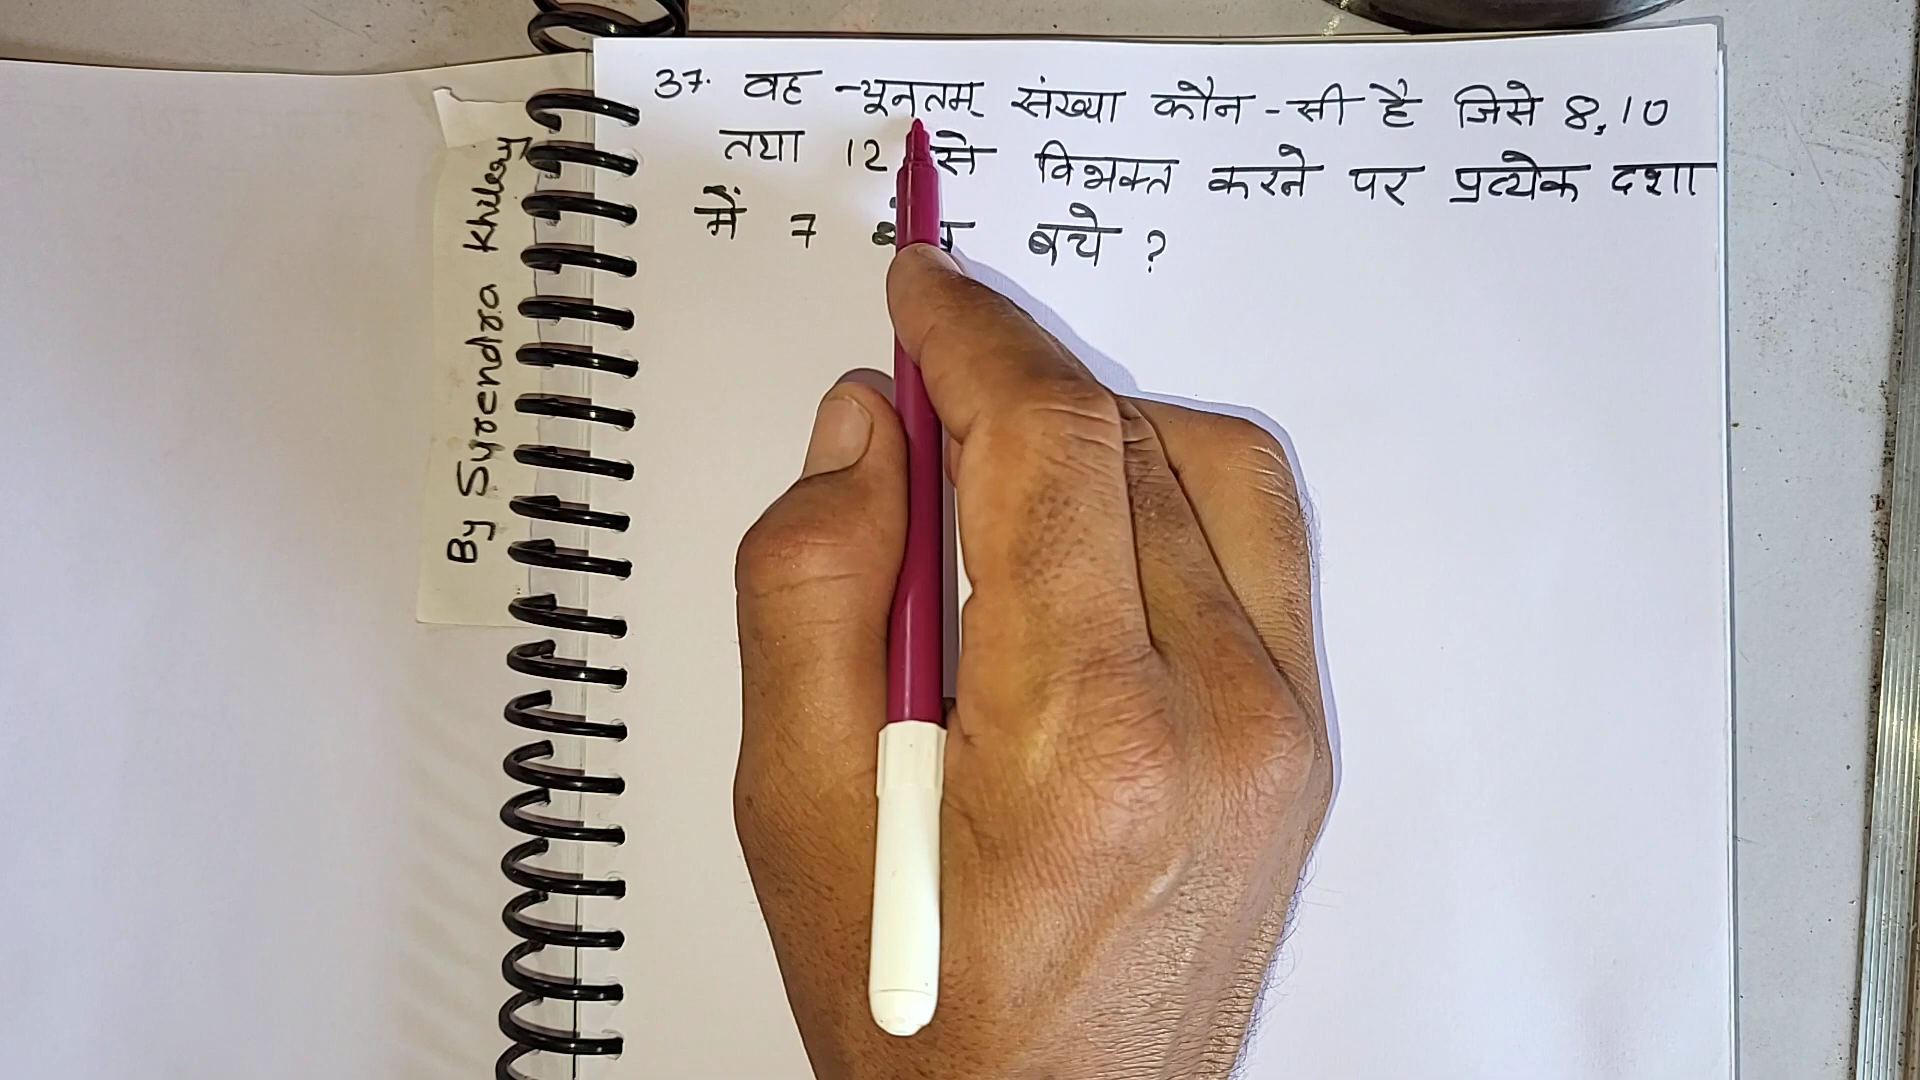 37. वह न्यूनतम् संख्या कौन-सी है जिसे 8,10
तथा 12 से विभक्त करने पर प्रत्येक दशा
में 7 बचे ?
By Surendra Khilery